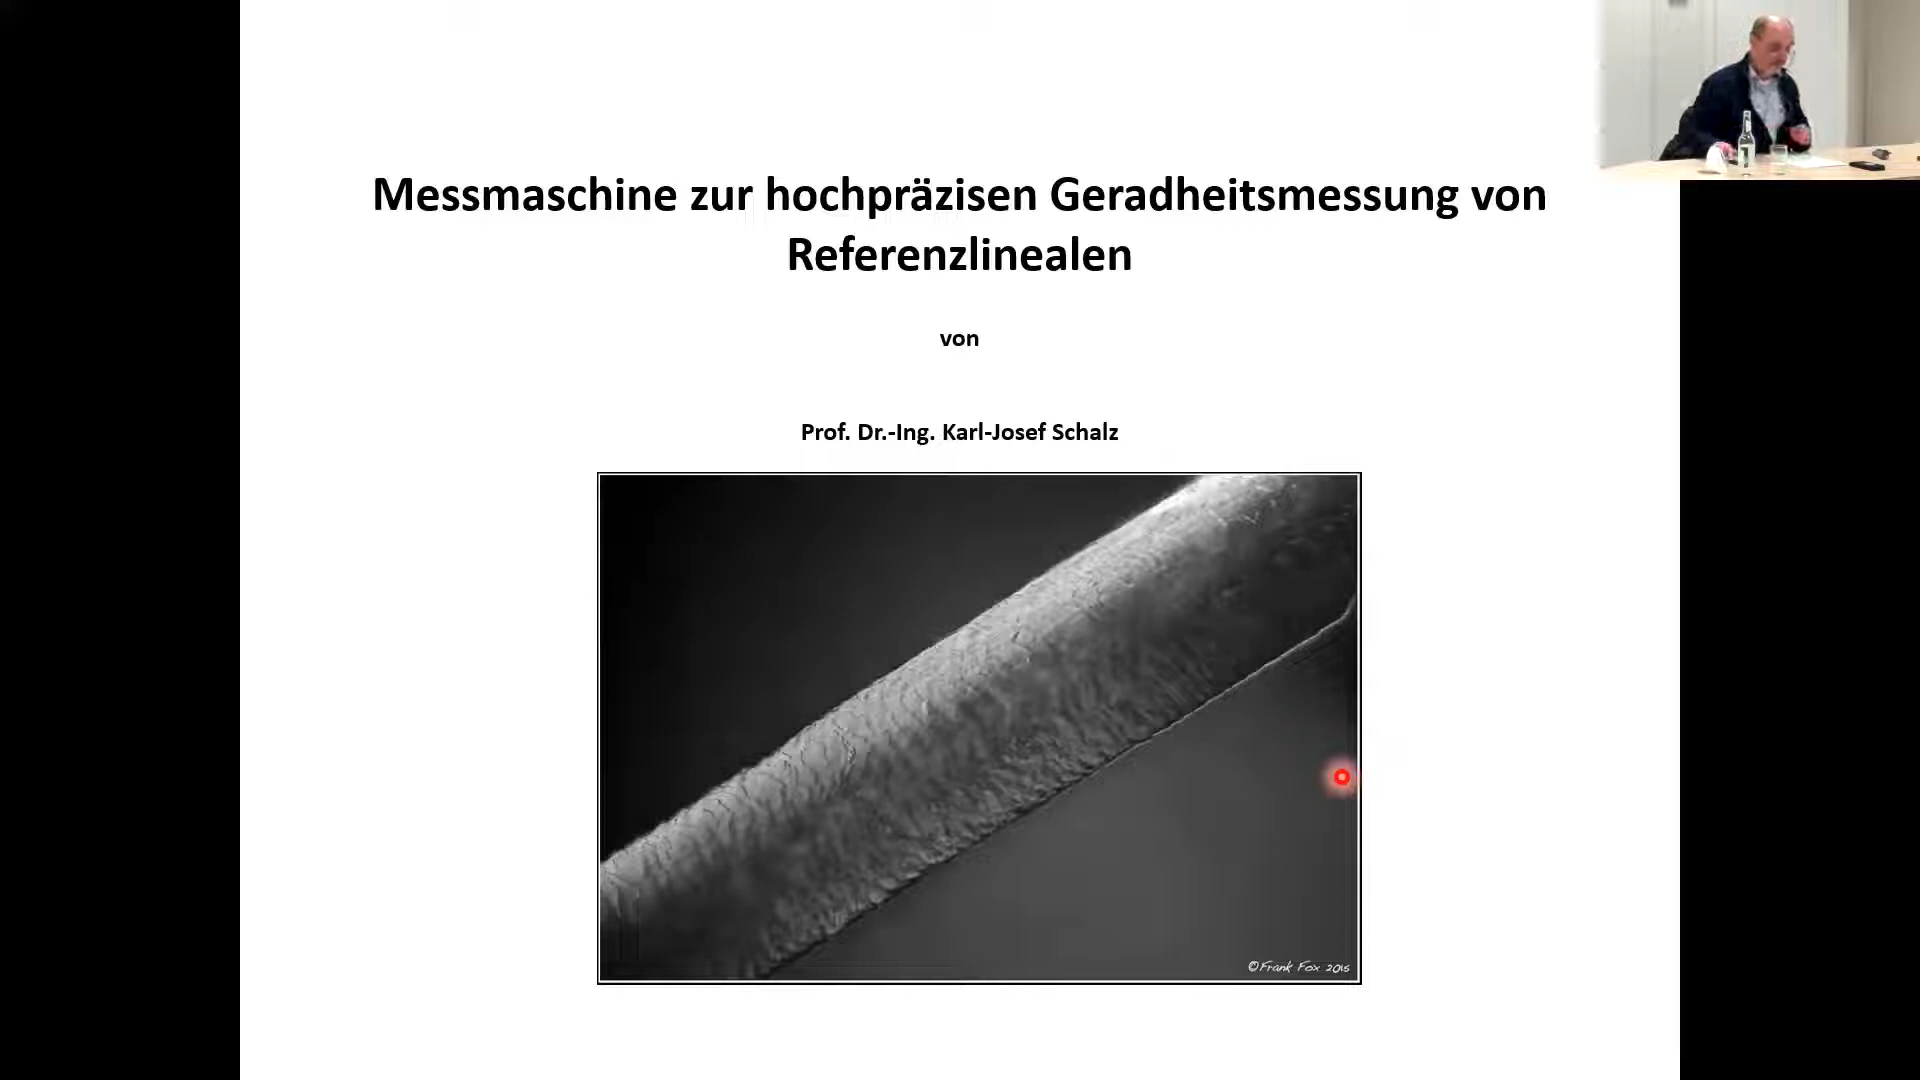 Messmaschine zur hochpräzisen Geradheitsmessung von
Referenzlinealen
von
Prof. Dr.-Ing. Karl-Josef Schalz
©Frank Fox 2015